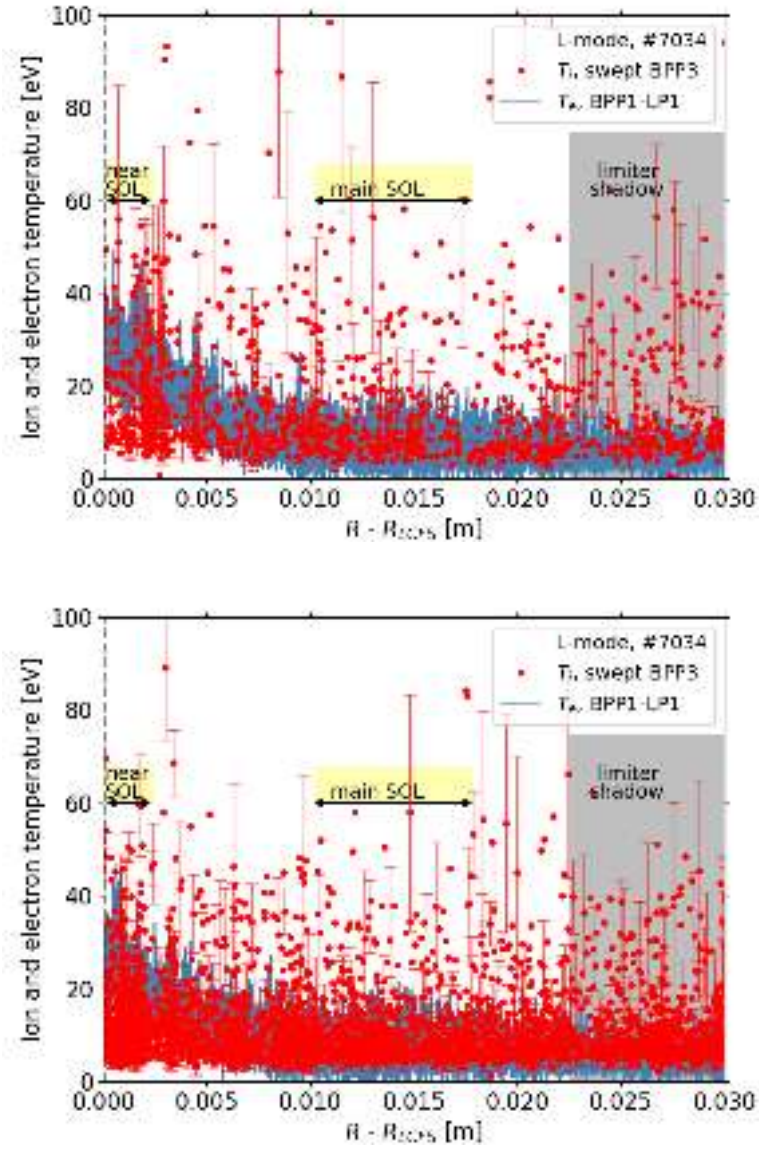 100
80
60
40
20
0
Ion and electron temperature [eV]
L-mode, #7034
Ti, swept BPP3
Te, BPP1-LP1
near
SOL
main SOL
limiter
shadow
0.000 0.005 0.010 0.015 0.020 0.025 0.030
R - RLCFS [m]
100
80
60
40
20
0
Ion and electron temperature [eV]
L-mode, #7034
Ti, swept BPP3
Te, BPP1-LP1
near
SOL
main SOL
limiter
shadow
0.000 0.005 0.010 0.015 0.020 0.025 0.030
R - RLCFS [m]